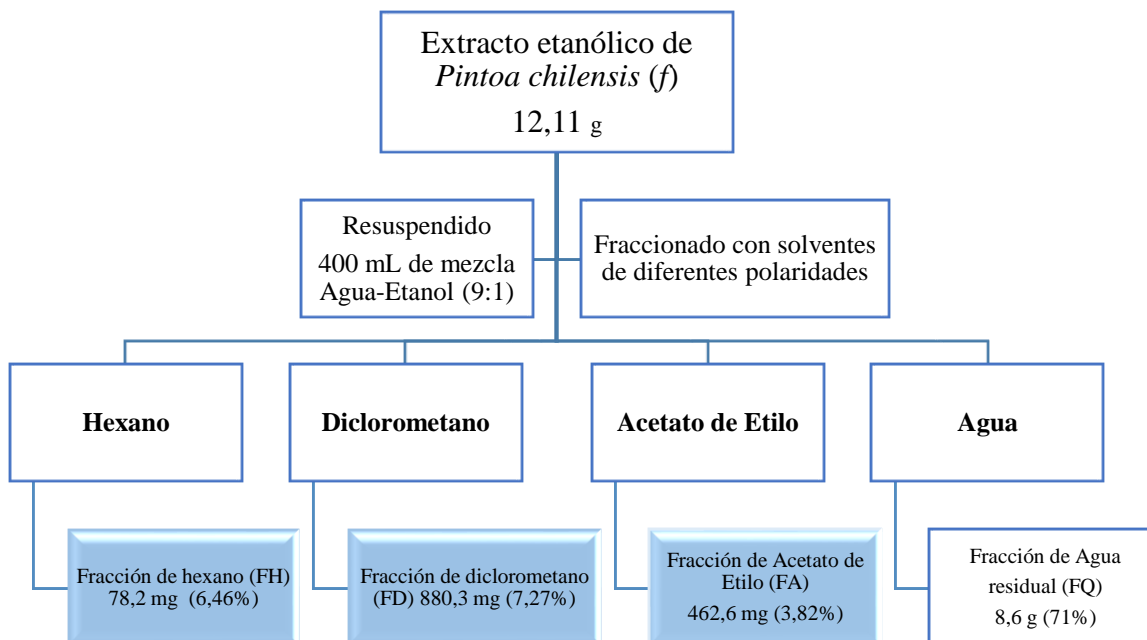 Extracto etanólico de
Pintoa chilensis (f)
12,11 g
Resuspendido
400 mL de mezcla
Agua-Etanol (9:1)
Fraccionado con solventes
de diferentes polaridades
Hexano
Diclorometano
Acetato de Etilo
Agua
Fracción de hexano (FH)
78,2 mg (6,46%)
Fracción de diclorometano
(FD) 880,3 mg (7,27%)
Fracción de Acetato de
Etilo (FA)
462,6 mg (3,82%)
Fracción de Agua
residual (FQ)
8,6 g (71%)